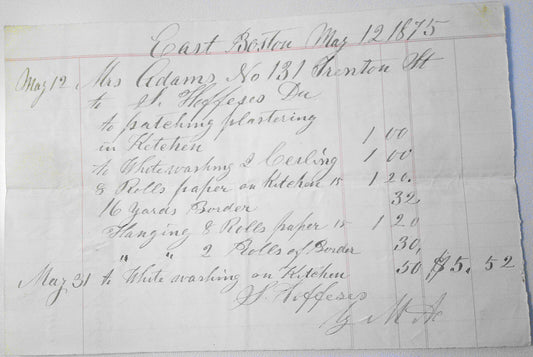 East Boston May 12 1875
May 12 Mrs Adams No 131 Trenton St
to S. Hoffeses Du
to patching plastering
in Kitchen 1 00
to Whitewashing 2 Ceiling 1 00
8 Rolls paper on Kitchen 15 1 20.
16 Yards Border 32
Hanging 8 Rolls paper 15 1 20
" " 2 Rolls of Border 30,
May 31 to White washing on Kitchen 50 $5. 52
S. Hoffeses